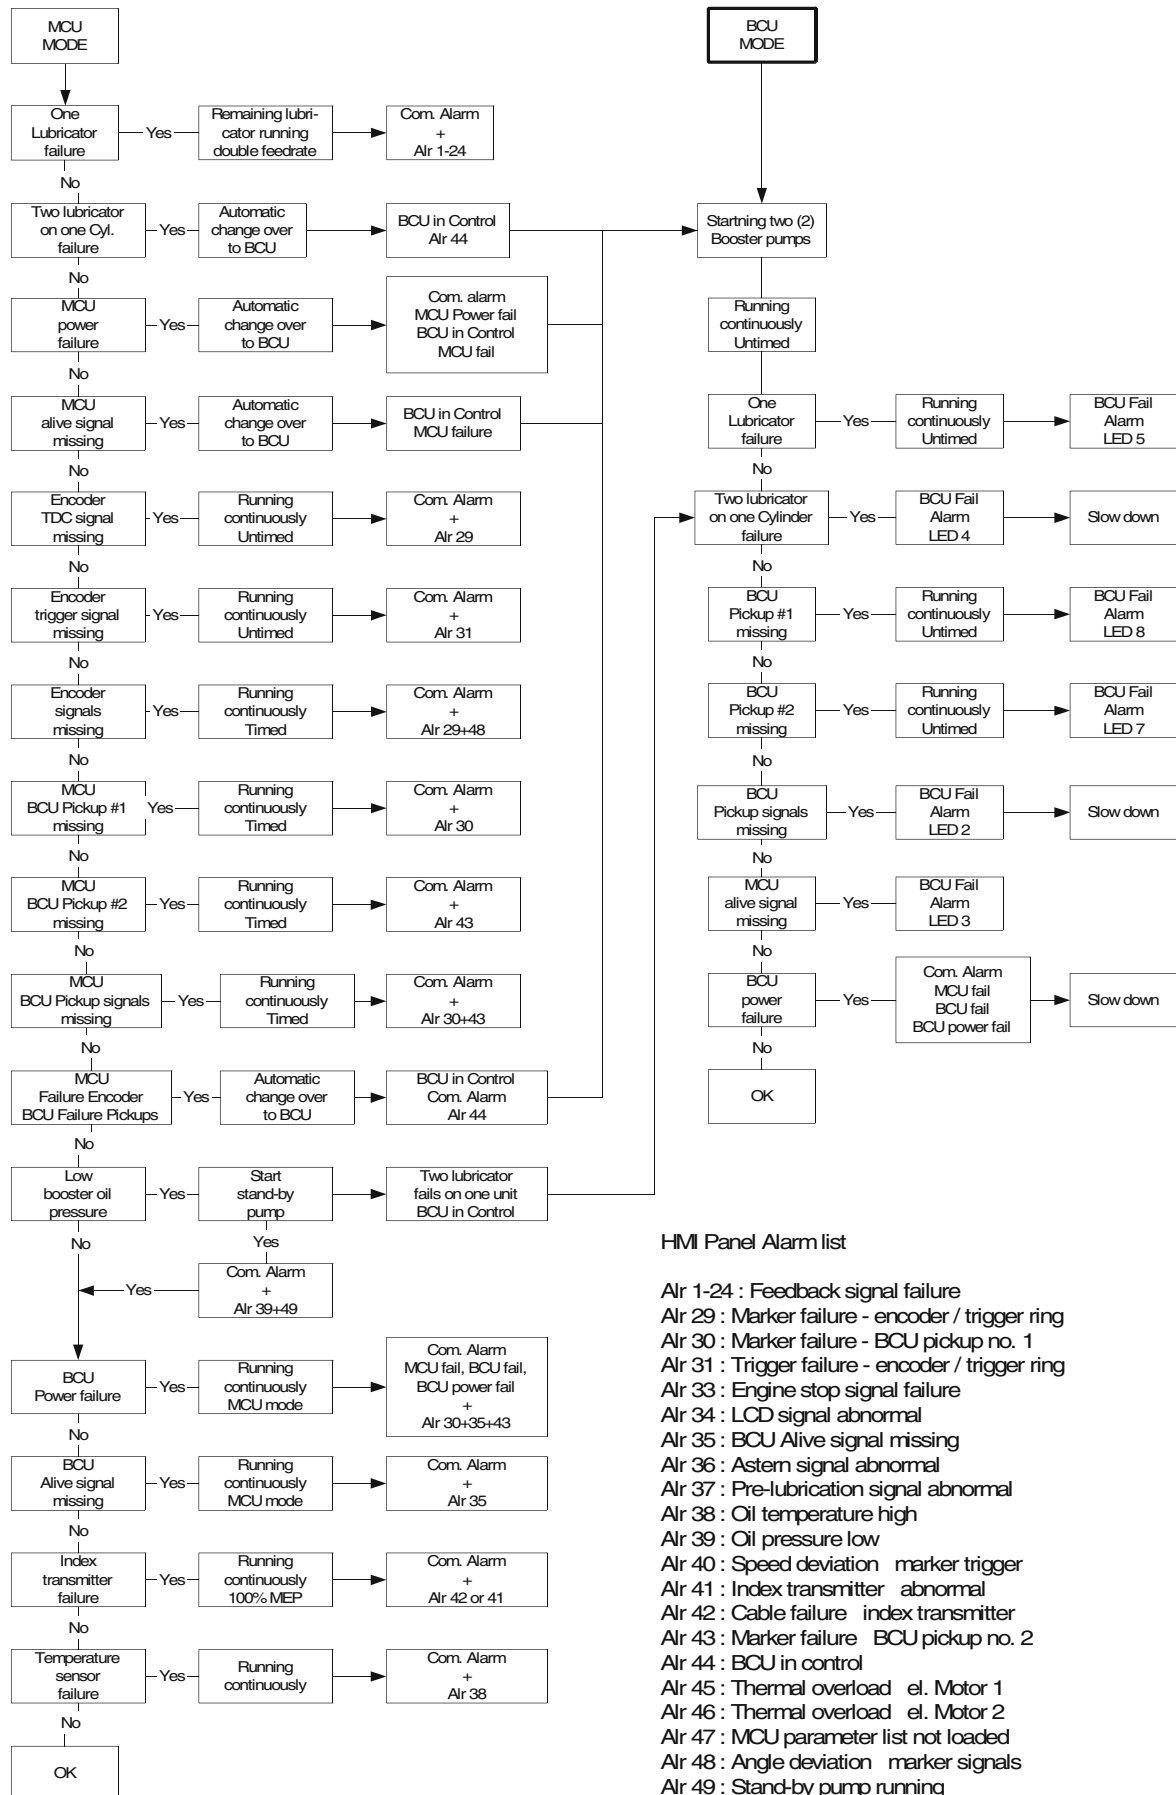 MCU
MODE
One
Lubricator
failure
Yes
Remaining lubri-
cator running
double feedrate
Com. Alarm
+
Alr 1-24
No
Two lubricator
on one Cyl.
failure
Yes
Automatic
change over
to BCU
BCU in Control
Alr 44
No
MCU
power
failure
Yes
Automatic
change over
to BCU
Com. alarm
MCU Power fail
BCU in Control
MCU fail
No
MCU
alive signal
missing
Yes
Automatic
change over
to BCU
BCU in Control
MCU failure
No
Encoder
TDC signal
missing
Yes
Running
continuously
Untimed
Com. Alarm
+
Alr 29
No
Encoder
trigger signal
missing
Yes
Running
continuously
Untimed
Com. Alarm
+
Alr 31
No
Encoder
signals
missing
Yes
Running
continuously
Timed
Com. Alarm
+
Alr 29+48
No
MCU
BCU Pickup #1
missing
Yes
Running
continuously
Timed
Com. Alarm
+
Alr 30
No
MCU
BCU Pickup #2
missing
Yes
Running
continuously
Timed
Com. Alarm
+
Alr 43
No
MCU
BCU Pickup signals
missing
Yes
Running
continuously
Timed
Com. Alarm
+
Alr 30+43
No
MCU
Failure Encoder
BCU Failure Pickups
Yes
Automatic
change over
to BCU
BCU in Control
Com. Alarm
Alr 44
No
Low
booster oil
pressure
Yes
Start
stand-by
pump
Two lubricator
fails on one unit
BCU in Control
No
Yes
Yes
Com. Alarm
+
Alr 39+49
BCU
Power failure
Yes
Running
continuously
MCU mode
Com. Alarm
MCU fail, BCU fail,
BCU power fail
+
Alr 30+35+43
No
BCU
Alive signal
missing
Yes
Running
continuously
MCU mode
Com. Alarm
+
Alr 35
No
Index
transmitter
failure
Yes
Running
continuously
100% MEP
Com. Alarm
+
Alr 42 or 41
No
Temperature
sensor
failure
Yes
Running
continuously
Com. Alarm
+
Alr 38
No
OK
BCU
MODE
Startning two (2)
Booster pumps
Running
continuously
Untimed
One
Lubricator
failure
Yes
Running
continuously
Untimed
BCU Fail
Alarm
LED 5
No
Two lubricator
on one Cylinder
failure
Yes
BCU Fail
Alarm
LED 4
Slow down
No
BCU
Pickup #1
missing
Yes
Running
continuously
Untimed
BCU Fail
Alarm
LED 8
No
BCU
Pickup #2
missing
Yes
Running
continuously
Untimed
BCU Fail
Alarm
LED 7
No
BCU
Pickup signals
missing
Yes
BCU Fail
Alarm
LED 2
Slow down
No
MCU
alive signal
missing
Yes
BCU Fail
Alarm
LED 3
No
BCU
power
failure
Yes
Com. Alarm
MCU fail
BCU fail
BCU power fail
Slow down
No
OK
HMI Panel Alarm list
Alr 1-24 : Feedback signal failure
Alr 29 : Marker failure - encoder / trigger ring
Alr 30 : Marker failure - BCU pickup no. 1
Alr 31 : Trigger failure - encoder / trigger ring
Alr 33 : Engine stop signal failure
Alr 34 : LCD signal abnormal
Alr 35 : BCU Alive signal missing
Alr 36 : Astern signal abnormal
Alr 37 : Pre-lubrication signal abnormal
Alr 38 : Oil temperature high
Alr 39 : Oil pressure low
Alr 40 : Speed deviation marker trigger
Alr 41 : Index transmitter abnormal
Alr 42 : Cable failure index transmitter
Alr 43 : Marker failure BCU pickup no. 2
Alr 44 : BCU in control
Alr 45 : Thermal overload el. Motor 1
Alr 46 : Thermal overload el. Motor 2
Alr 47 : MCU parameter list not loaded
Alr 48 : Angle deviation marker signals
Alr 49 : Stand-by pump running